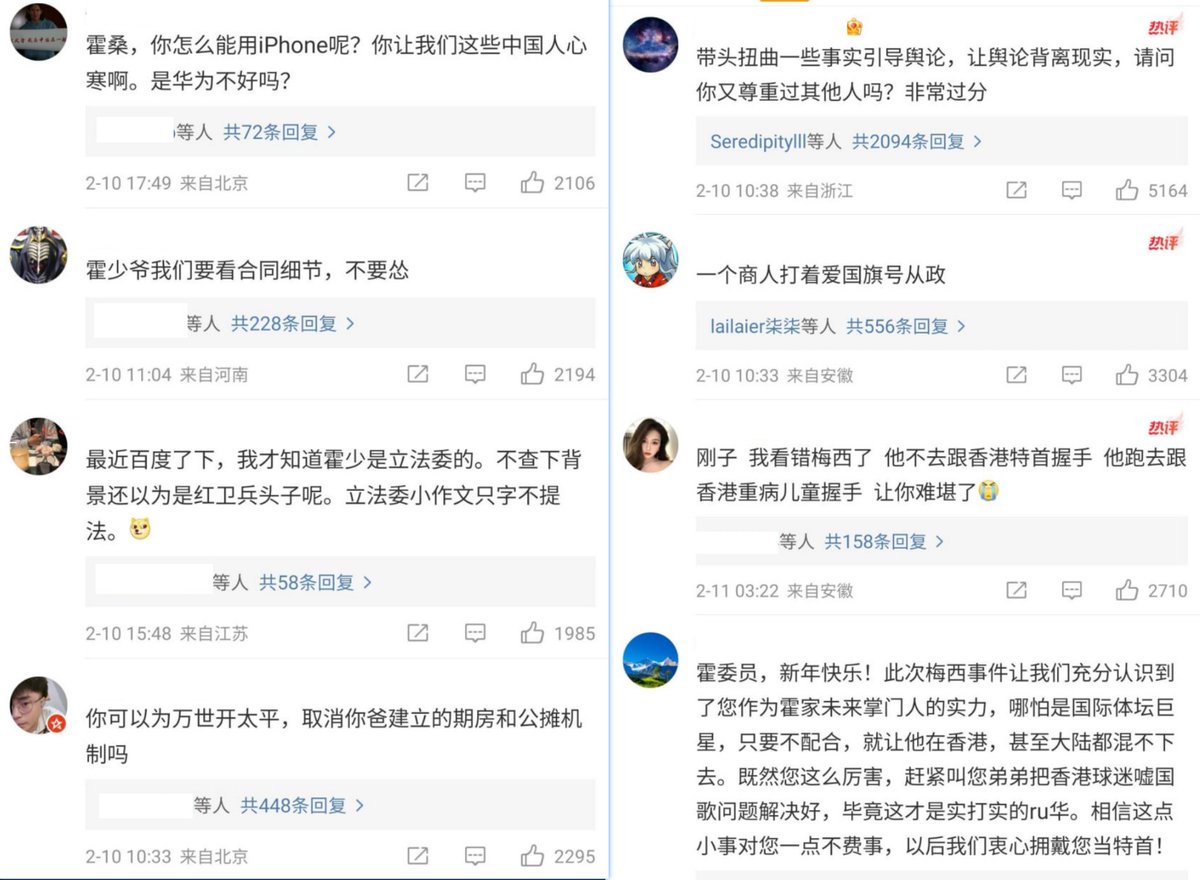 霍桑，你怎么能用iPhone呢？你让我们这些中国人心
寒啊。是华为不好吗？
等人 共72条回复 >
2-10 17:49 来自北京
2106
霍少爷我们要看合同细节，不要怂
等人 共228条回复 >
2-10 11:04 来自河南
2194
最近百度了下，我才知道霍少是立法委的。不查下背
景还以为是红卫兵头子呢。立法委小作文只字不提
法。
等人 共58条回复 >
2-10 15:48 来自江苏
1985
你可以为万世开太平，取消你爸建立的期房和公摊机
制吗
等人 共448条回复 >
2-10 10:33 来自北京
2295
热评
带头扭曲一些事实引导舆论，让舆论背离现实，请问
你又尊重过其他人吗？非常过分
Seredipitylll等人 共2094条回复 >
2-10 10:38 来自浙江
5164
热评
一个商人打着爱国旗号从政
lailaier柒柒等人 共556条回复 >
2-10 10:33 来自安徽
3304
热评
刚子 我看错梅西了 他不去跟香港特首握手 他跑去跟
香港重病儿童握手 让你难堪了
等人 共158条回复 >
2-11 03:22 来自安徽
2710
霍委员，新年快乐！此次梅西事件让我们充分认识到
了您作为霍家未来掌门人的实力，哪怕是国际体坛巨
星，只要不配合，就让他在香港，甚至大陆都混不下
去。既然您这么厉害，赶紧叫您弟弟把香港球迷嘘国
歌问题解决好，毕竟这才是实打实的ru华。相信这点
小事对您一点不费事，以后我们衷心拥戴您当特首！